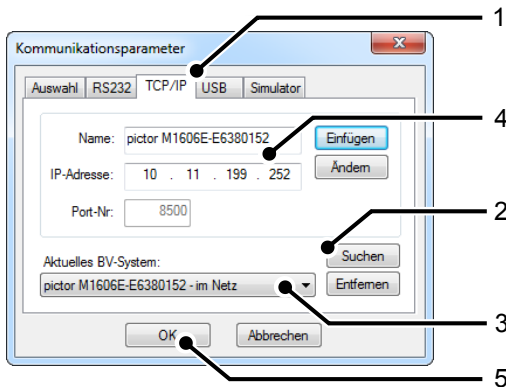 1
Kommunikationsparameter
x
Auswahl RS232 TCP/IP USB Simulator
4
Name: pictor M1606E-E6380152 Einfügen
IP-Adresse: 10 . 11 . 199 . 252 Ändern
Port-Nr: 8500
2
Aktuelles BV-System: Suchen
pictor M1606E-E6380152 - im Netz Entfernen
3
OK Abbrechen
5